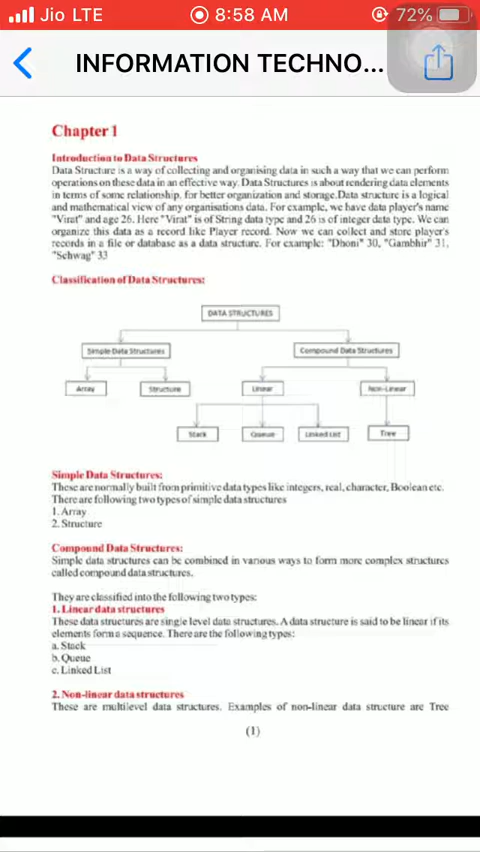 Jio LTE 8:58 AM 72%
INFORMATION TECHNO...
Chapter 1
Introduction to Data Structures
Data Structure is a way of collecting and organising data in such a way that we can perform
operations on these data in an effective way. Data Structures is about rendering data elements
in terms of some relationship, for better organization and storage.Data structure is a logical
and mathematical view of any organisations data. For example, we have data player's name
"Virat" and age 26. Here "Virat" is of String data type and 26 is of integer data type. We can
organize this data as a record like Player record. Now we can collect and store player's
records in a file or database as a data structure. For example: "Dhoni" 30, "Gambhir" 31,
"Sehwag" 33
Classification of Data Structures:
DATA STRUCTURES
Simple Data Structures Compound Data Structures
Array Structure Linear Non-Linear
Stack Queue Linked List Tree
Simple Data Structures:
These are normally built from primitive data types like integers, real, character, Boolean etc.
There are following two types of simple data structures
1. Array
2. Structure
Compound Data Structures:
Simple data structures can be combined in various ways to form more complex structures
called compound data structures.
They are classified into the following two types:
1. Linear data structures
These data structures are single level data structures. A data structure is said to be linear if its
elements form a sequence. There are the following types:
a. Stack
b. Queue
c. Linked List
2. Non-linear data structures
These are multilevel data structures. Examples of non-linear data structure are Tree
(1)